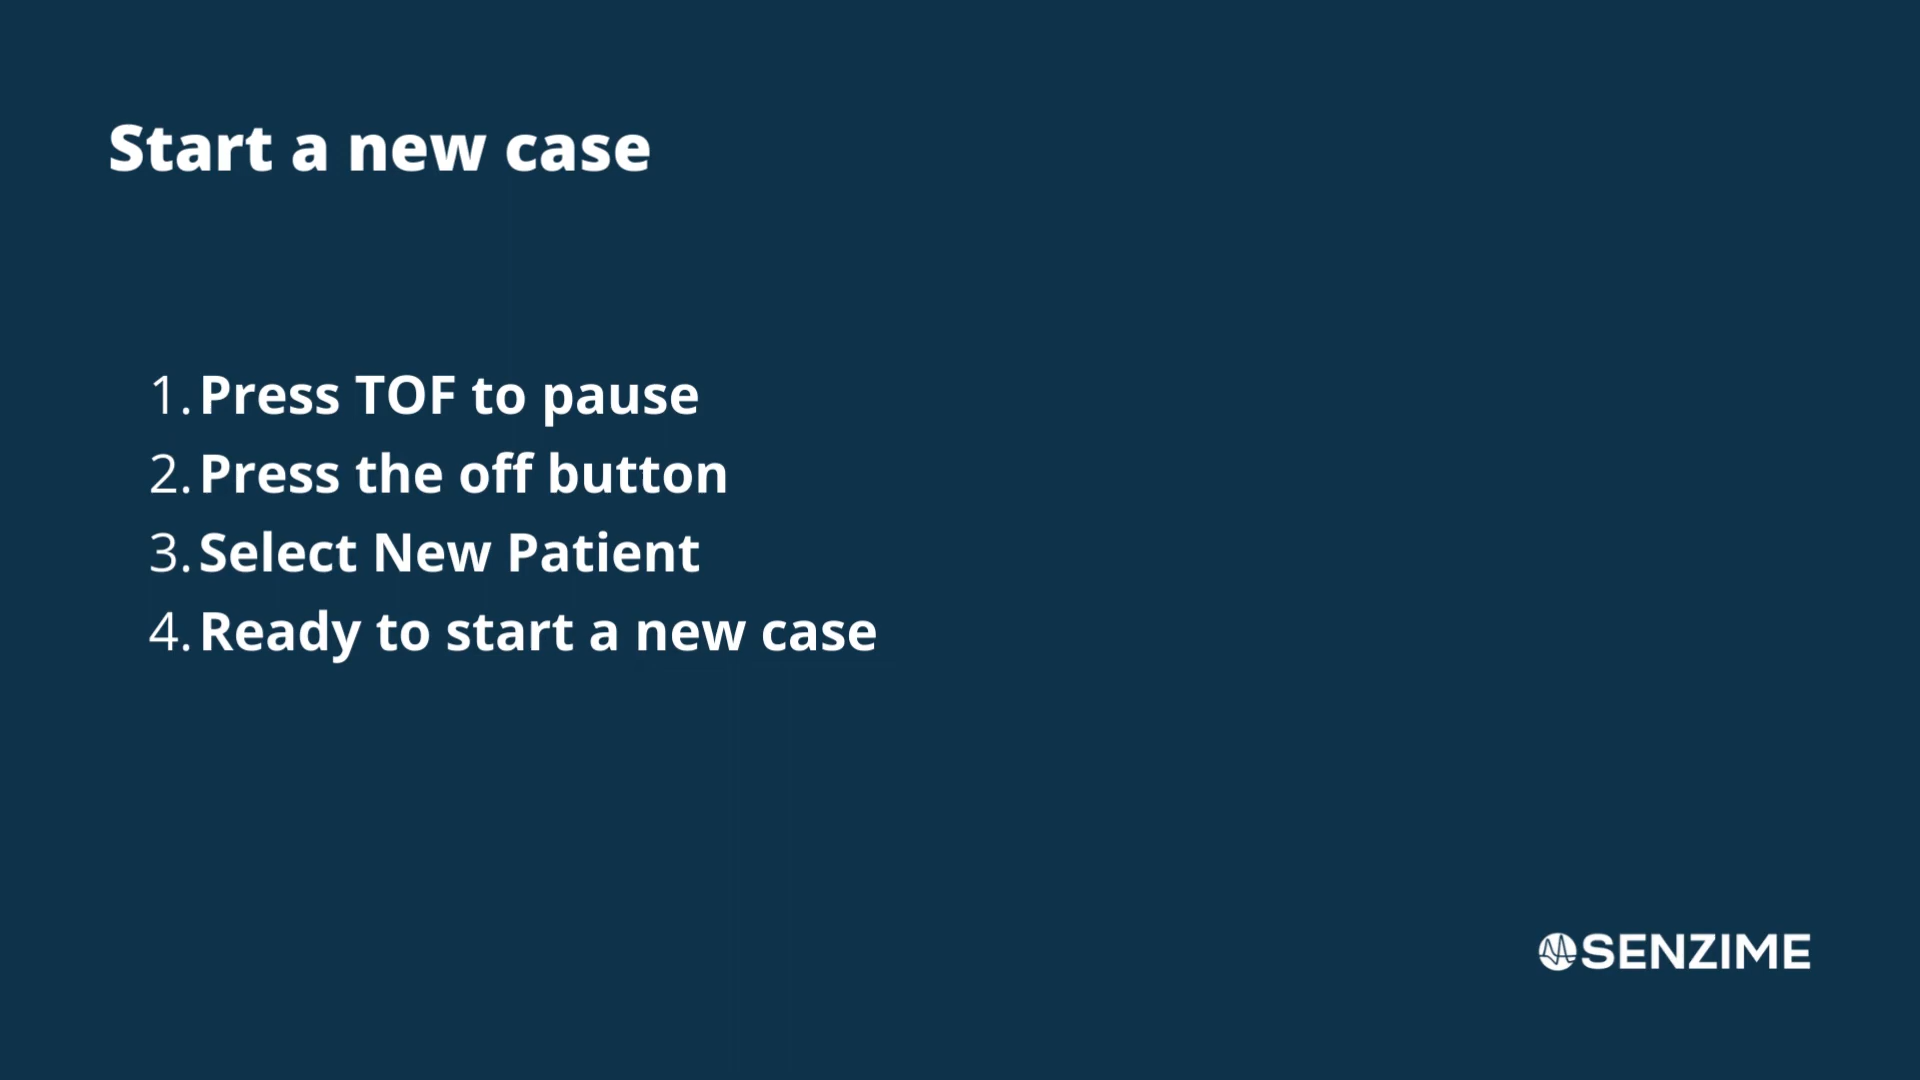 Start a new case
1. Press TOF to pause
2. Press the off button
3. Select New Patient
4. Ready to start a new case
SENZIME